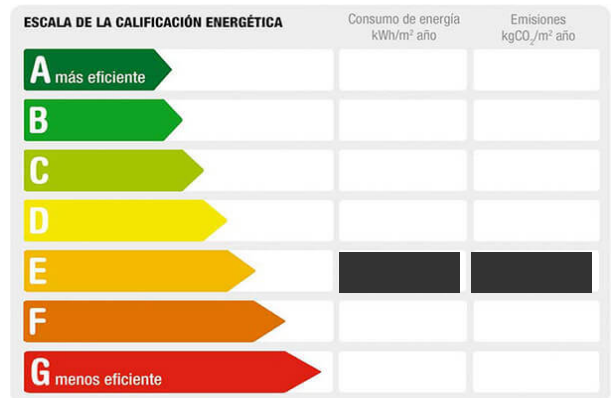 ESCALA DE LA CALIFICACIÓN ENERGÉTICA
Consumo de energía
kWh/m² año
Emisiones
kgCO₂/m² año
A más eficiente
B
C
D
E
F
G menos eficiente